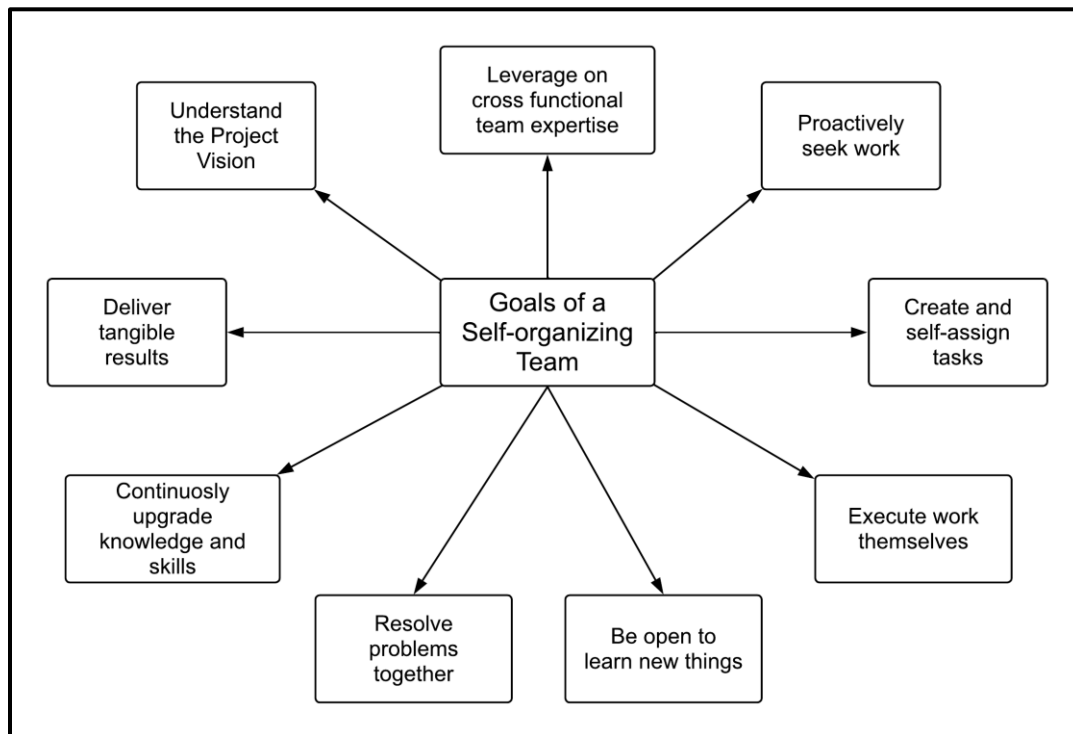 Leverage on
cross functional
team expertise
Understand
the Project
Vision
Proactively
seek work
Goals of a
Self-organizing
Team
Deliver
tangible
results
Create and
self-assign
tasks
Continuosly
upgrade
knowledge and
skills
Execute work
themselves
Resolve
problems
together
Be open to
learn new things